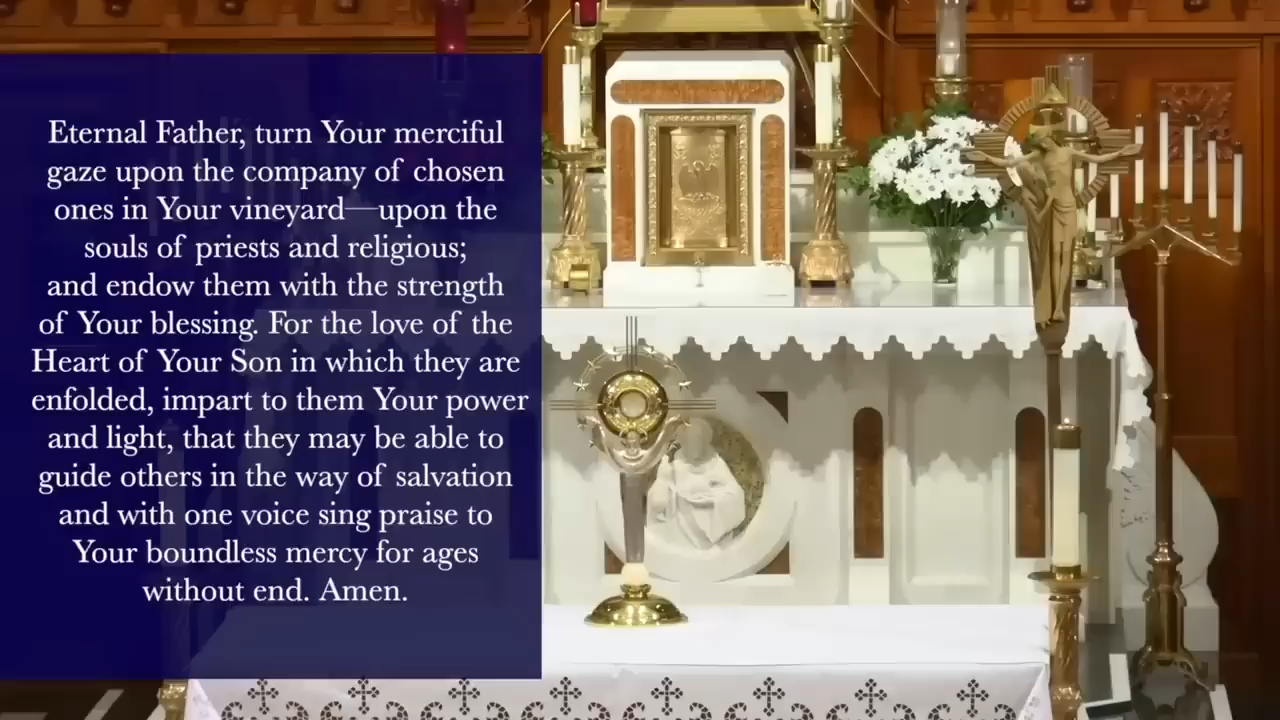 Eternal Father, turn Your merciful
gaze upon the company of chosen
ones in Your vineyard—upon the
souls of priests and religious;
and endow them with the strength
of Your blessing. For the love of the
Heart of Your Son in which they are
enfolded, impart to them Your power
and light, that they may be able to
guide others in the way of salvation
and with one voice sing praise to
Your boundless mercy for ages
without end. Amen.